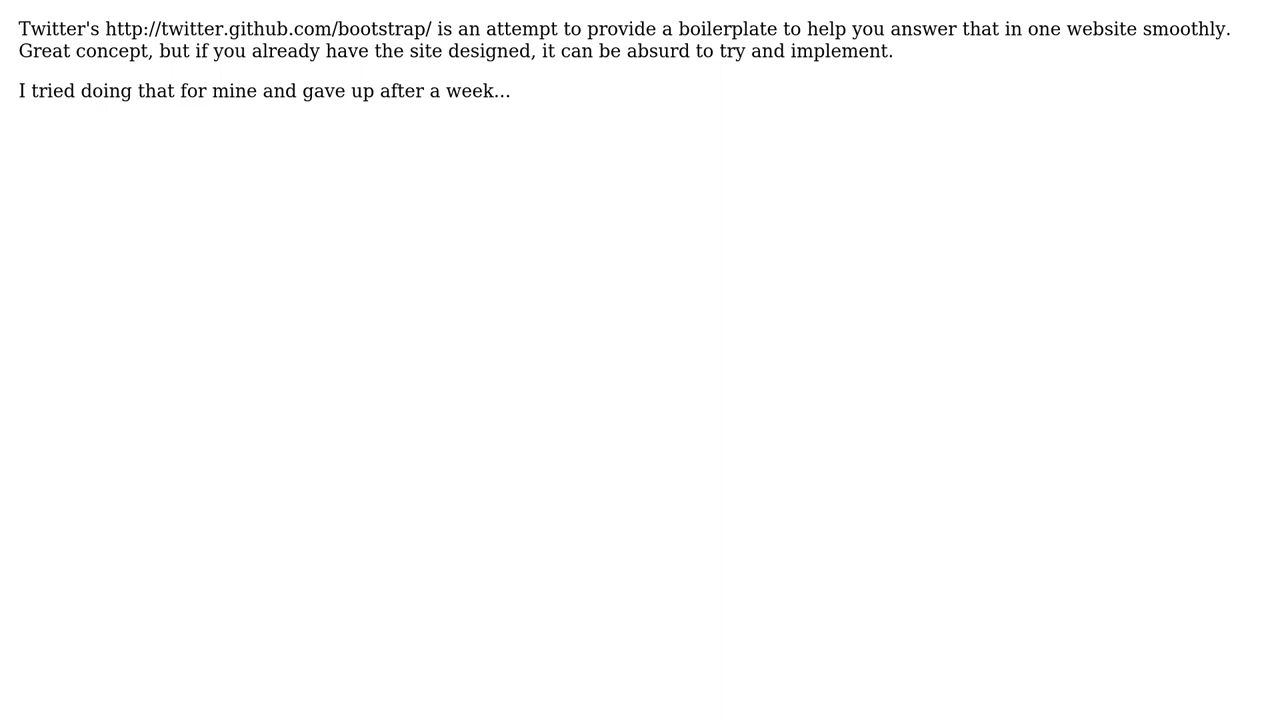 Twitter's http://twitter.github.com/bootstrap/ is an attempt to provide a boilerplate to help you answer that in one website smoothly.
Great concept, but if you already have the site designed, it can be absurd to try and implement.
I tried doing that for mine and gave up after a week...